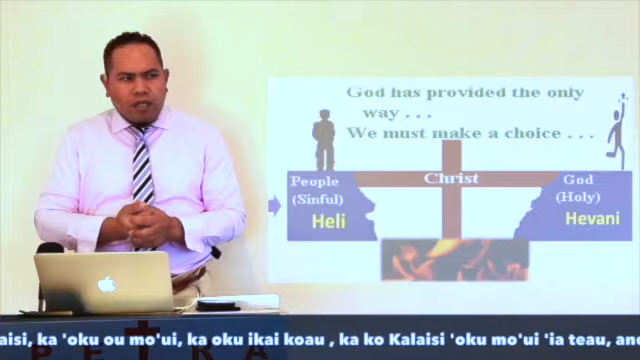 God has provided the only
way . . .
We must make a choice . . .
Christ
People
(Sinful)
Heli
God
(Holy)
Hevani
aisi, ka 'oku ou mo'ui, ka oku ikai koau , ka ko Kalaisi 'oku mo'ui 'ia teau, an
P E T R A